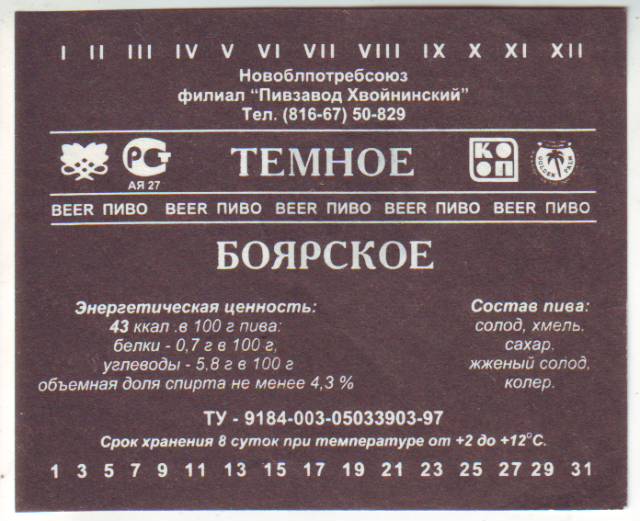 I II III IV V VI VII VIII IX X XI XII
Новоблпотребсоюз
филиал “Пивзавод Хвойнинский”
Тел. (816-67) 50-829
РСТ
АЯ 27
ТЕМНОЕ
КООП
GOLDEN PALM
BEER ПИВО BEER ПИВО BEER ПИВО BEER ПИВО BEER ПИВО
БОЯРСКОЕ
Энергетическая ценность:
43 ккал .в 100 г пива:
белки - 0,7 г в 100 г,
углеводы - 5,8 г в 100 г
объемная доля спирта не менее 4,3 %
Состав пива:
солод, хмель.
сахар.
жженый солод,
колер.
ТУ - 9184-003-05033903-97
Срок хранения 8 суток при температуре от +2 до +12°С.
1 3 5 7 9 11 13 15 17 19 21 23 25 27 29 31